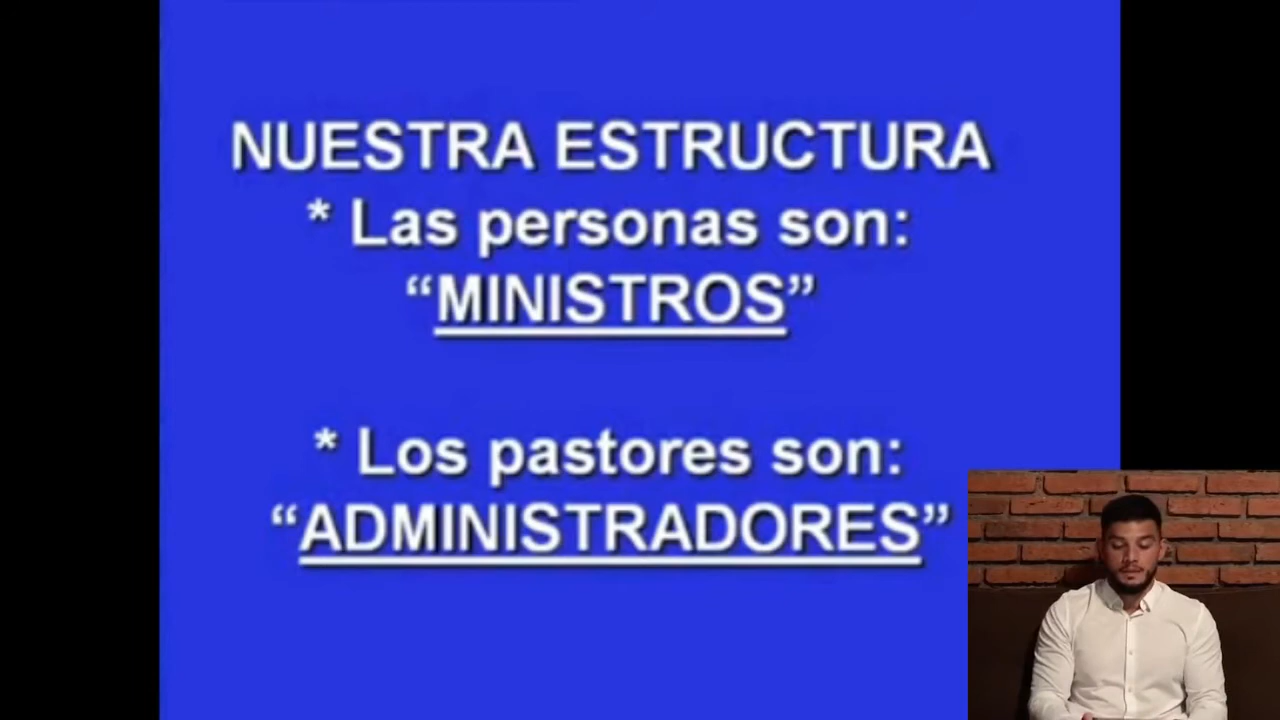 NUESTRA ESTRUCTURA
* Las personas son:
“MINISTROS”
* Los pastores son:
“ADMINISTRADORES”